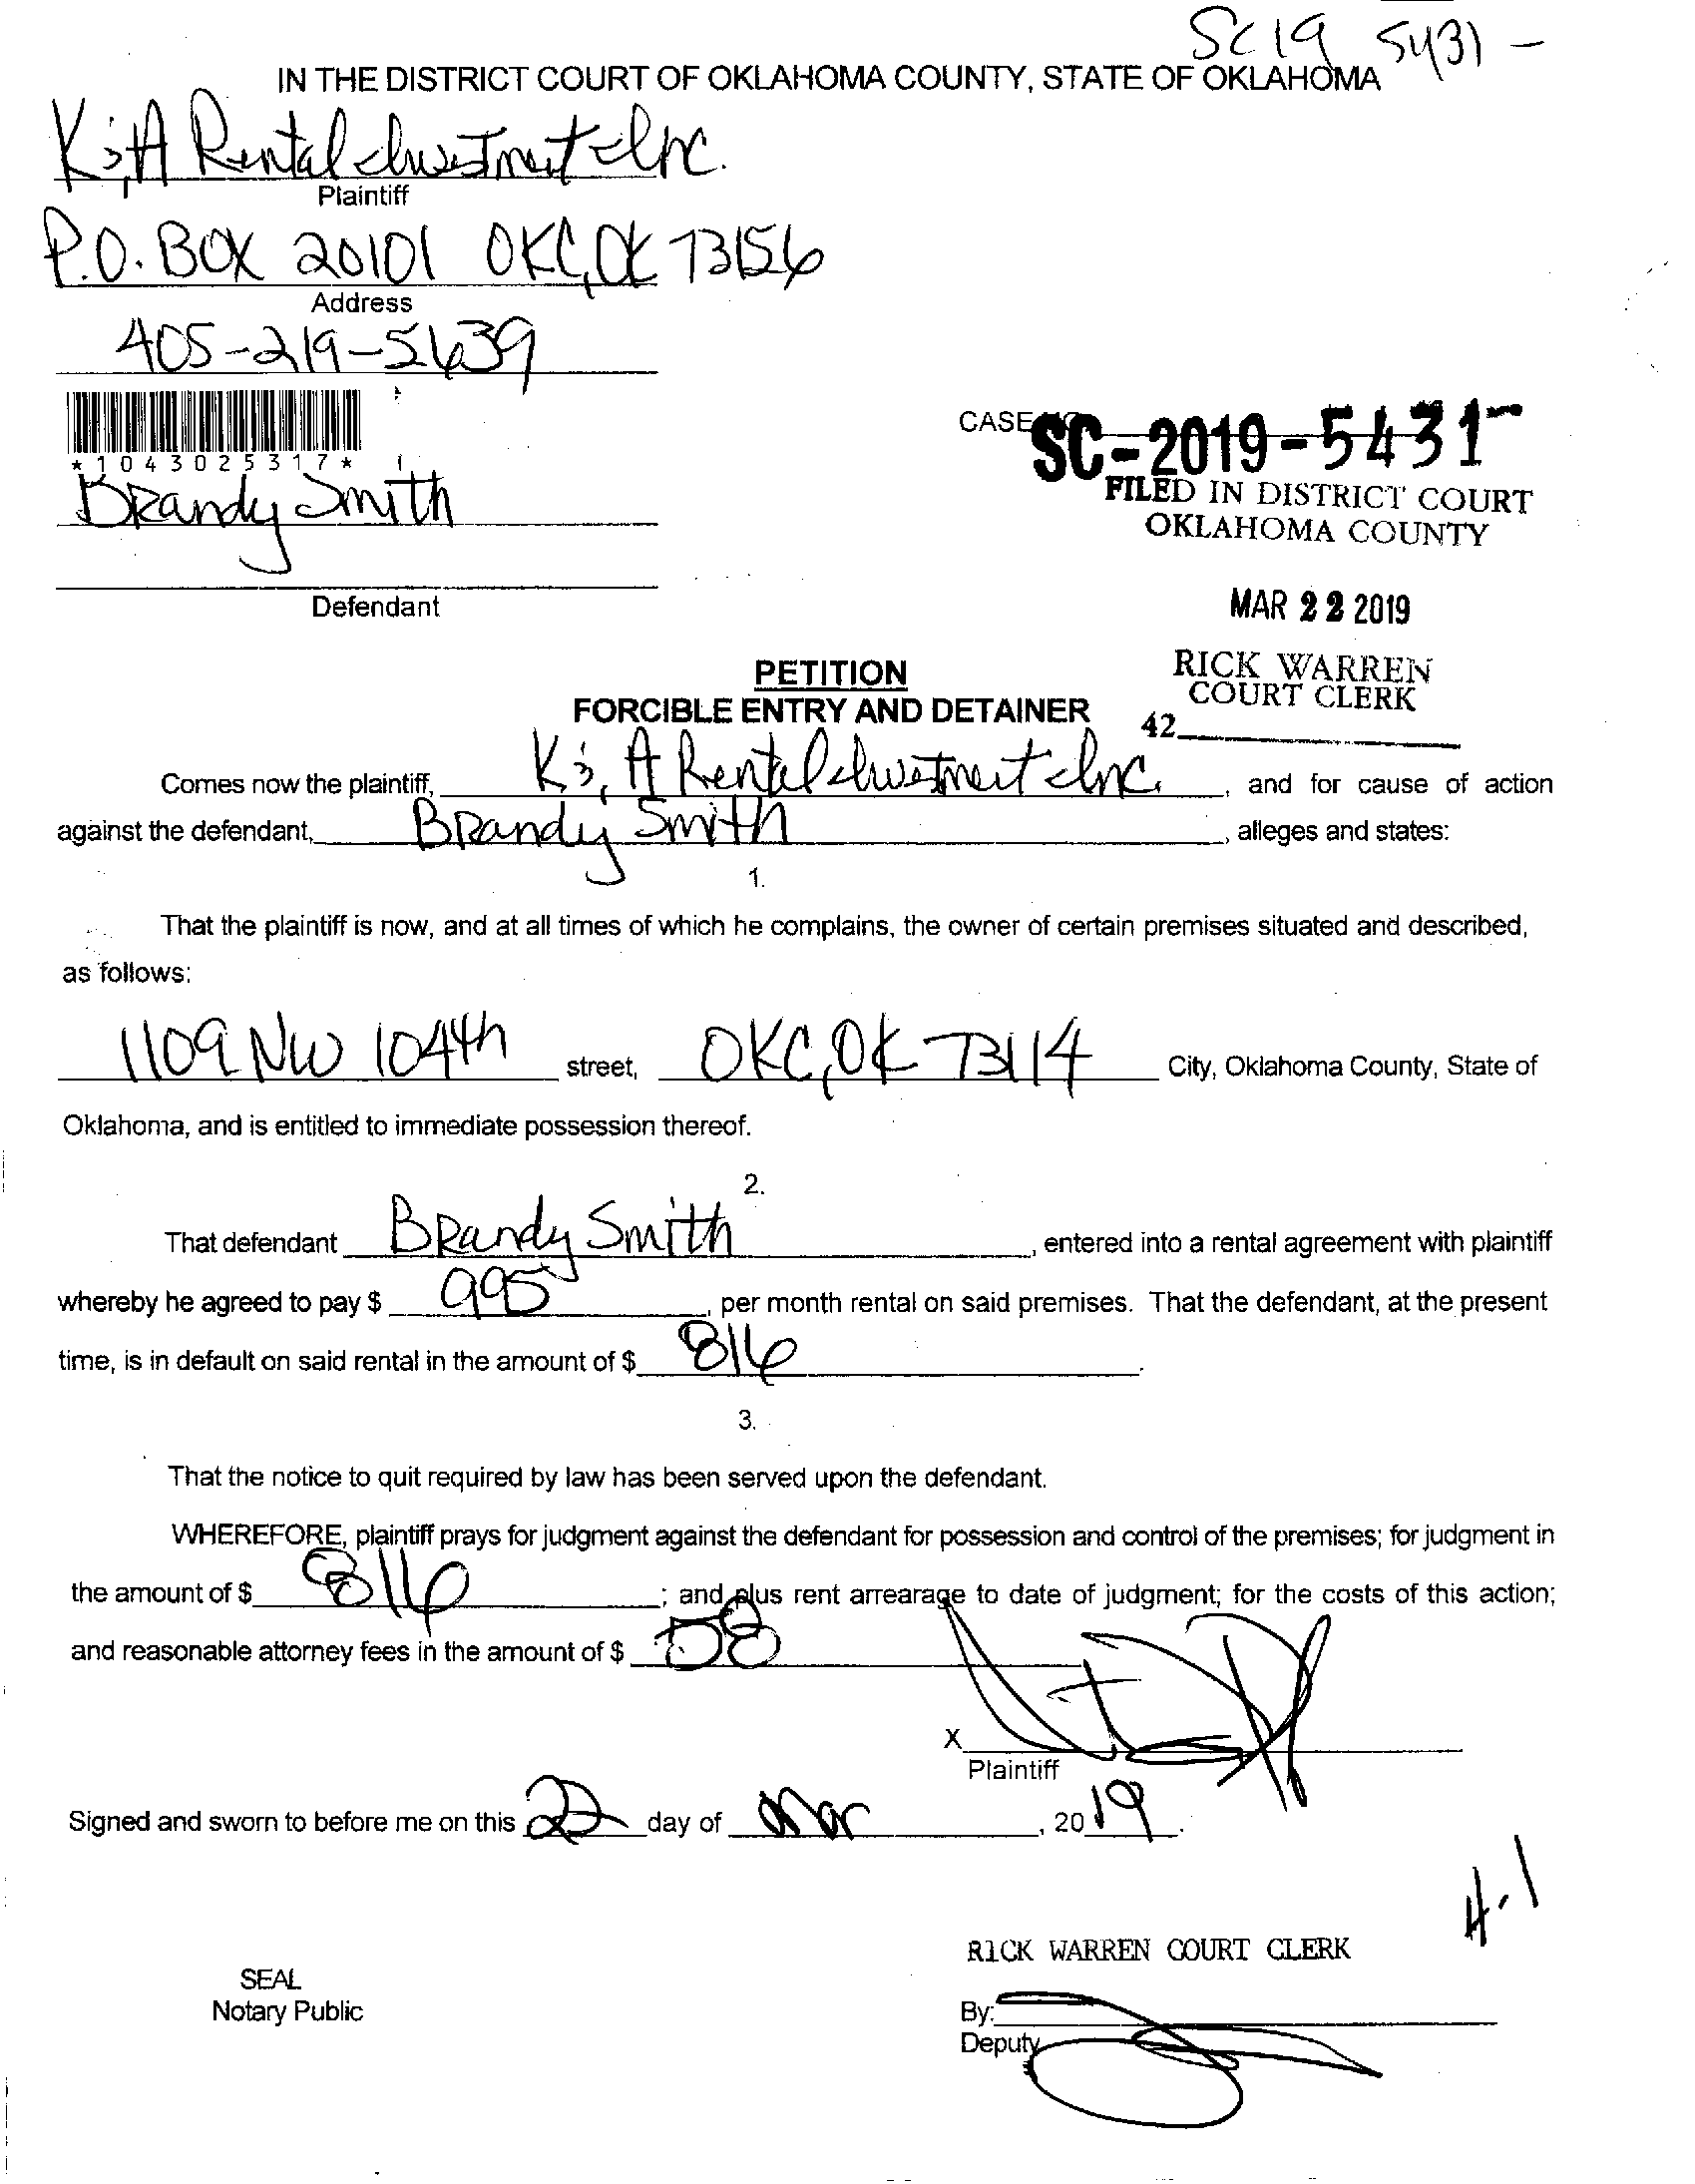 SC19 5431-
IN THE DISTRICT COURT OF OKLAHOMA COUNTY, STATE OF OKLAHOMA
K's, A Rental Investment Inc.
Plaintiff
P.O. BOX 20101 OKC, OK 73156
Address
405-219-5639
*1043025317*
Brandy Smith
Defendant
CASE
SC-2019-5431-
FILED IN DISTRICT COURT
OKLAHOMA COUNTY
MAR 22 2019
RICK WARREN
COURT CLERK
42
PETITION
FORCIBLE ENTRY AND DETAINER
Comes now the plaintiff, K's, A Rental Investment Inc., and for cause of action
against the defendant, Brandy Smith, alleges and states:
1.
That the plaintiff is now, and at all times of which he complains, the owner of certain premises situated and described,
as follows:
1109 NW 104th street, OKC, OK 73114 City, Oklahoma County, State of
Oklahoma, and is entitled to immediate possession thereof.
2.
That defendant Brandy Smith, entered into a rental agreement with plaintiff
whereby he agreed to pay $ 995, per month rental on said premises. That the defendant, at the present
time, is in default on said rental in the amount of $ 816.
3.
That the notice to quit required by law has been served upon the defendant.
WHEREFORE, plaintiff prays for judgment against the defendant for possession and control of the premises; for judgment in
the amount of $ 816; and plus rent arrearage to date of judgment; for the costs of this action;
and reasonable attorney fees in the amount of $ 58
X
Plaintiff
Signed and sworn to before me on this 22 day of Mar, 2019.
4-1
RICK WARREN COURT CLERK
SEAL
Notary Public
By:
Deputy